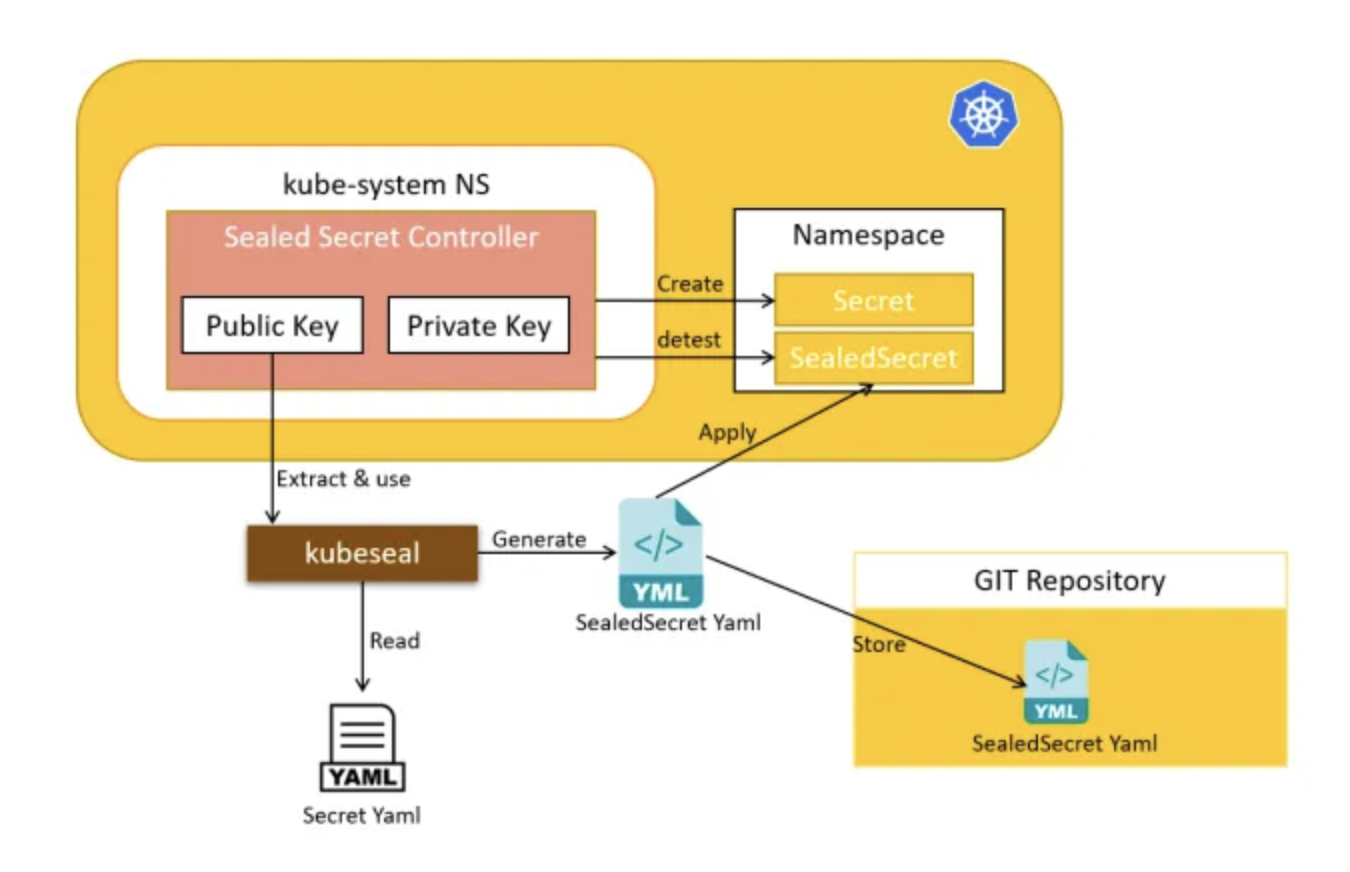 kube-system NS
Sealed Secret Controller
Public Key
Private Key
Create
detest
Namespace
Secret
SealedSecret
Apply
Extract & use
kubeseal
Generate
</>
YML
SealedSecret Yaml
Read
YAML
Secret Yaml
GIT Repository
Store
</>
YML
SealedSecret Yaml